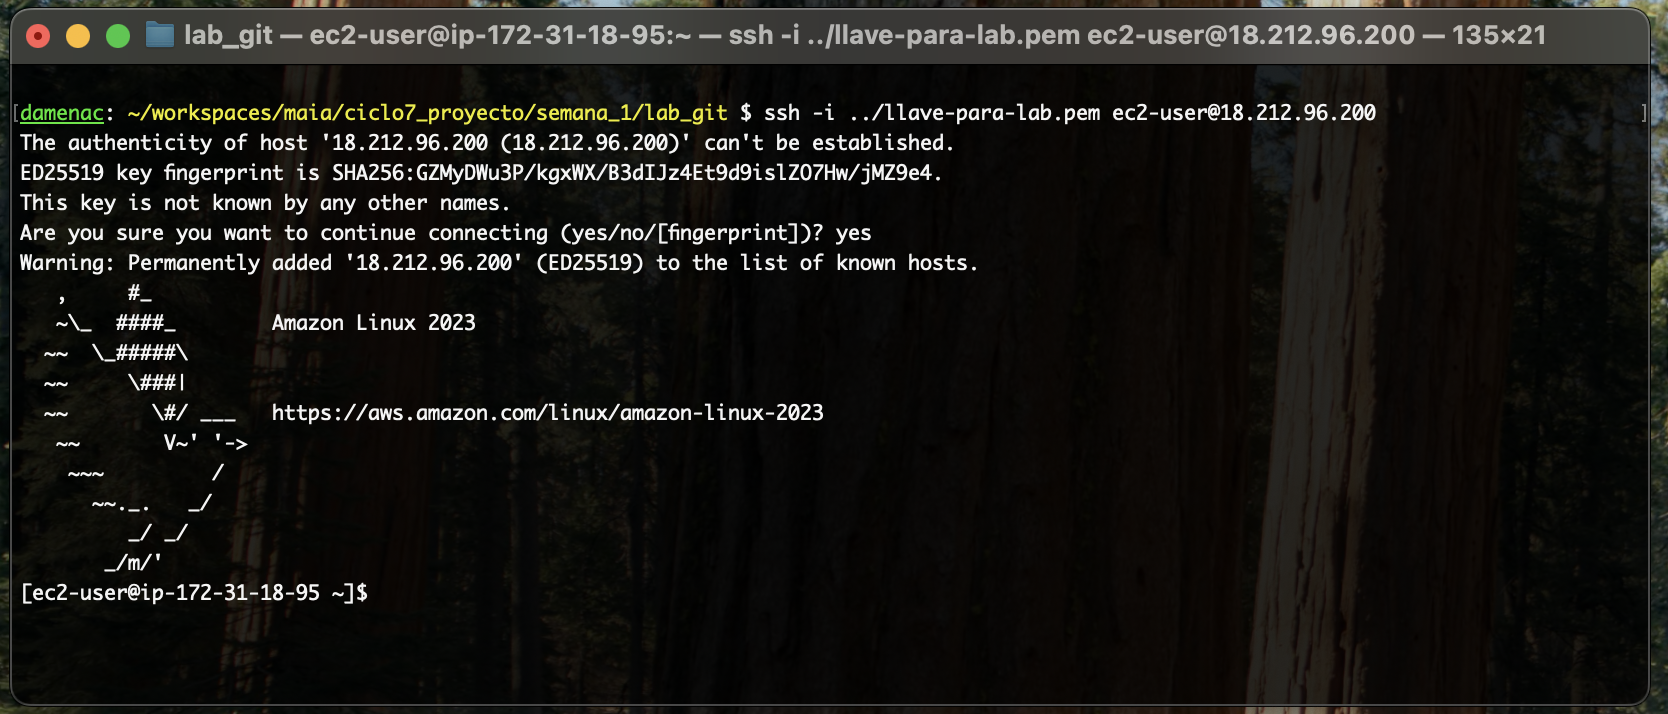 lab_git — ec2-user@ip-172-31-18-95:~ — ssh -i ../llave-para-lab.pem ec2-user@18.212.96.200 — 135×21
[damenac: ~/workspaces/maia/ciclo7_proyecto/semana_1/lab_git $ ssh -i ../llave-para-lab.pem ec2-user@18.212.96.200 ]
The authenticity of host '18.212.96.200 (18.212.96.200)' can't be established.
ED25519 key fingerprint is SHA256:GZMyDWu3P/kgxWX/B3dIJz4Et9d9islZO7Hw/jMZ9e4.
This key is not known by any other names.
Are you sure you want to continue connecting (yes/no/[fingerprint])? yes
Warning: Permanently added '18.212.96.200' (ED25519) to the list of known hosts.
   ,     #_
   ~\_  ####_        Amazon Linux 2023
  ~~  \_#####\
  ~~     \###|
  ~~       \#/ ___   https://aws.amazon.com/linux/amazon-linux-2023
   ~~       V~' '->
    ~~~         /
      ~~._.   _/
         _/ _/
       _/m/'
[ec2-user@ip-172-31-18-95 ~]$